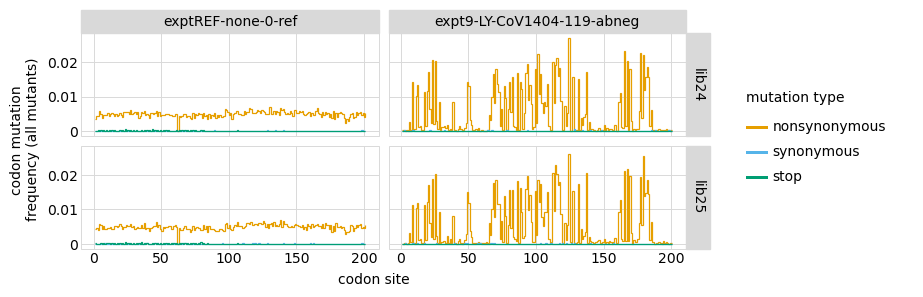 exptREF-none-0-ref
expt9-LY-CoV1404-119-abneg
codon mutation
frequency (all mutants)
0.02
0.01
0
lib24
0.02
0.01
0
lib25
0
50
100
150
200
0
50
100
150
200
codon site
mutation type
nonsynonymous
synonymous
stop